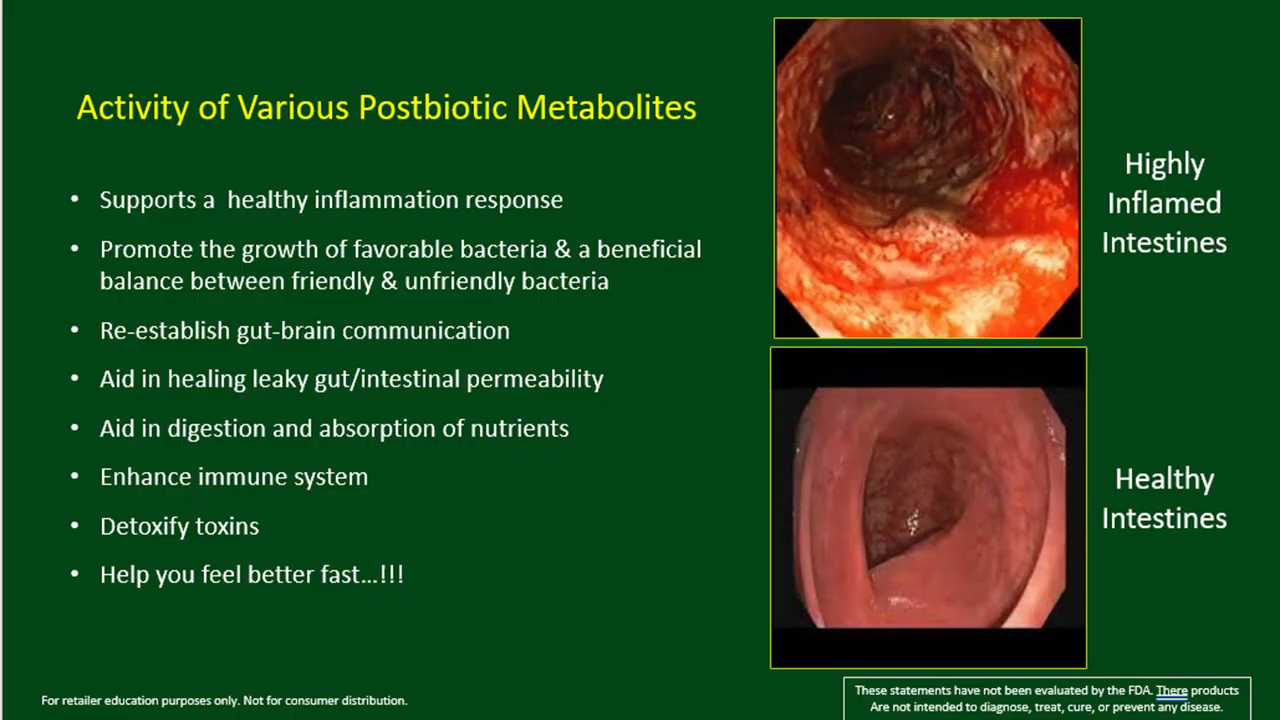 Activity of Various Postbiotic Metabolites
• Supports a  healthy inflammation response
• Promote the growth of favorable bacteria & a beneficial
balance between friendly & unfriendly bacteria
• Re-establish gut-brain communication
• Aid in healing leaky gut/intestinal permeability
• Aid in digestion and absorption of nutrients
• Enhance immune system
• Detoxify toxins
• Help you feel better fast...!!!
Highly
Inflamed
Intestines
Healthy
Intestines
For retailer education purposes only. Not for consumer distribution.
These statements have not been evaluated by the FDA. There products
Are not intended to diagnose, treat, cure, or prevent any disease.